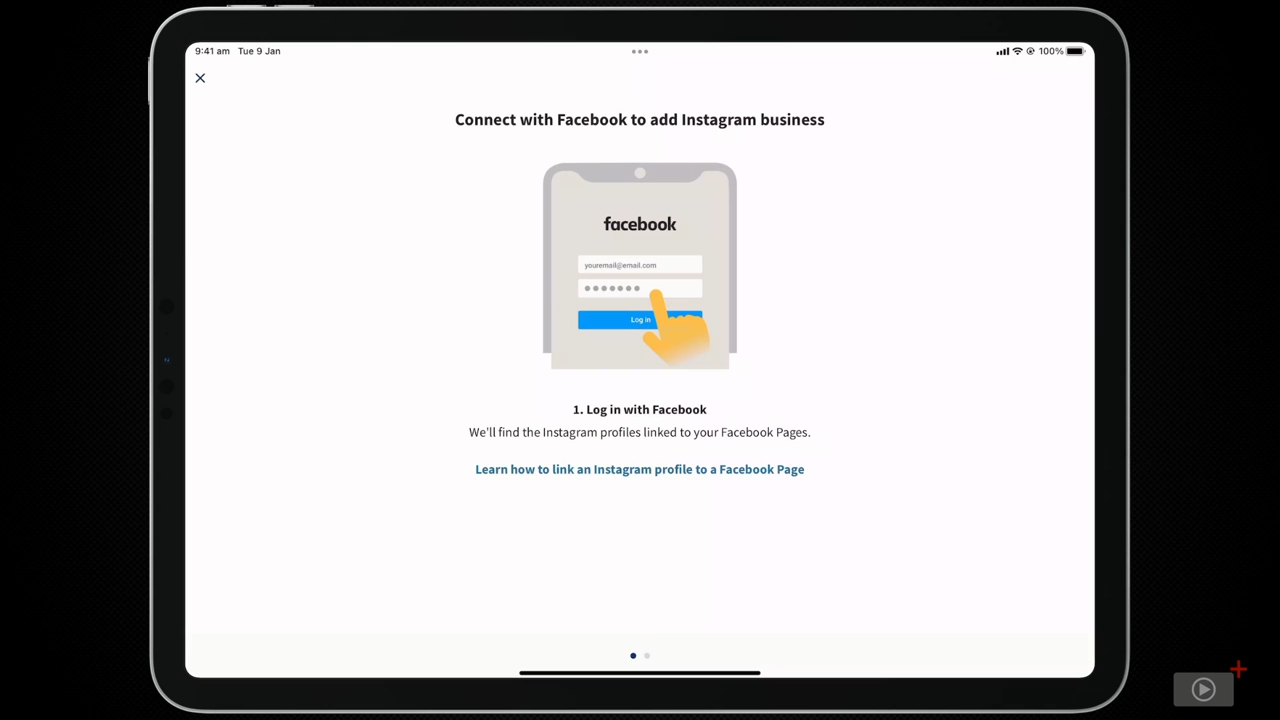 9:41 am Tue 9 Jan
100%
Connect with Facebook to add Instagram business
facebook
youremail@email.com
Log in
1. Log in with Facebook
We'll find the Instagram profiles linked to your Facebook Pages.
Learn how to link an Instagram profile to a Facebook Page